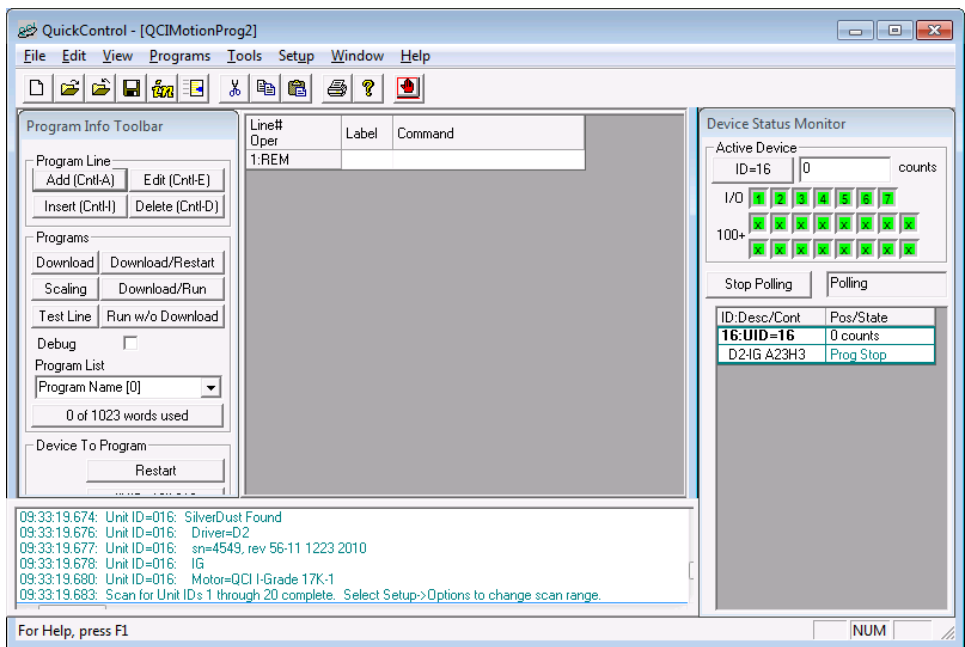 QuickControl - [QCIMotionProg2]
File Edit View Programs Tools Setup Window Help
Program Info Toolbar
Program Line
Add (Cntl-A) Edit (Cntl-E)
Insert (Cntl-I) Delete (Cntl-D)
Programs
Download Download/Restart
Scaling Download/Run
Test Line Run w/o Download
Debug
Program List
Program Name [0]
0 of 1023 words used
Device To Program
Restart
Line# Label Command
Oper
1:REM
Device Status Monitor
Active Device
ID=16 0 counts
I/O 1 2 3 4 5 6 7
100+ x x x x x x x x
x x x x x x x x
Stop Polling Polling
ID:Desc/Cont Pos/State
16:UID=16 0 counts
D2-IG A23H3 Prog Stop
09:33:19.674: Unit ID=016: SilverDust Found
09:33:19.676: Unit ID=016: Driver=D2
09:33:19.677: Unit ID=016: sn=4549, rev 56-11 1223 2010
09:33:19.678: Unit ID=016: IG
09:33:19.680: Unit ID=016: Motor=QCI I-Grade 17K-1
09:33:19.683: Scan for Unit IDs 1 through 20 complete. Select Setup->Options to change scan range.
For Help, press F1 NUM